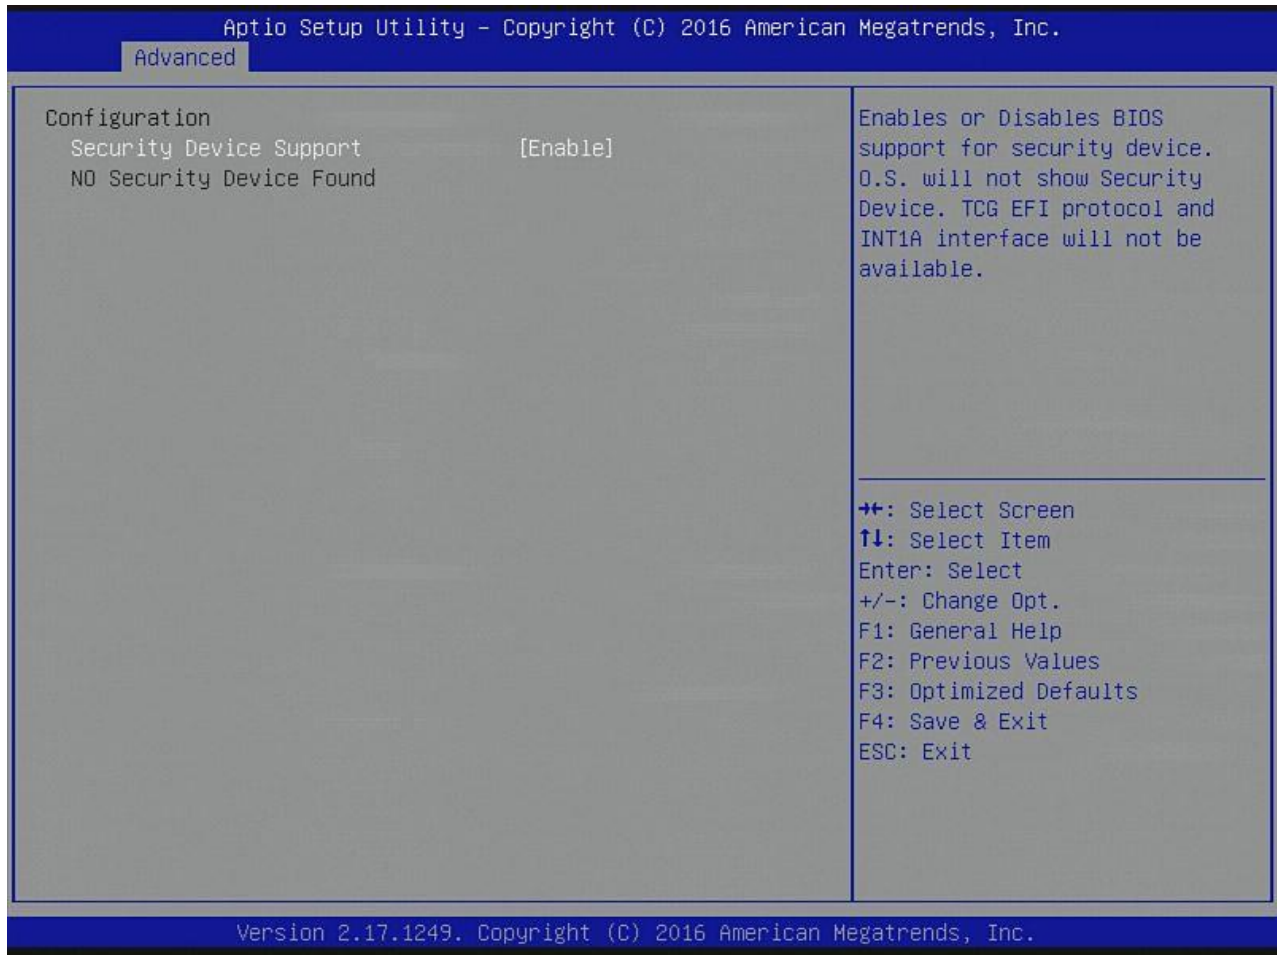 Aptio Setup Utility – Copyright (C) 2016 American Megatrends, Inc.
Advanced
Configuration
Security Device Support [Enable]
NO Security Device Found
Enables or Disables BIOS
support for security device.
O.S. will not show Security
Device. TCG EFI protocol and
INT1A interface will not be
available.
→←: Select Screen
↑↓: Select Item
Enter: Select
+/-: Change Opt.
F1: General Help
F2: Previous Values
F3: Optimized Defaults
F4: Save & Exit
ESC: Exit
Version 2.17.1249. Copyright (C) 2016 American Megatrends, Inc.